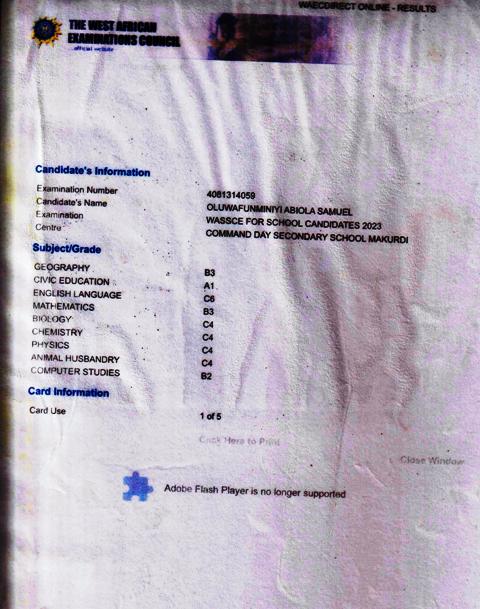 WAECDIRECT ONLINE - RESULTS
THE WEST AFRICAN
EXAMINATIONS COUNCIL
...official website
Candidate's Information
Examination Number 4081314059
Candidate's Name OLUWAFUNMINIYI ABIOLA SAMUEL
Examination WASSCE FOR SCHOOL CANDIDATES 2023
Centre COMMAND DAY SECONDARY SCHOOL MAKURDI
Subject/Grade
GEOGRAPHY B3
CIVIC EDUCATION A1
ENGLISH LANGUAGE C6
MATHEMATICS B3
BIOLOGY C4
CHEMISTRY C4
PHYSICS C4
ANIMAL HUSBANDRY C4
COMPUTER STUDIES B2
Card Information
Card Use 1 of 5
Click Here to Print
Close Window
Adobe Flash Player is no longer supported